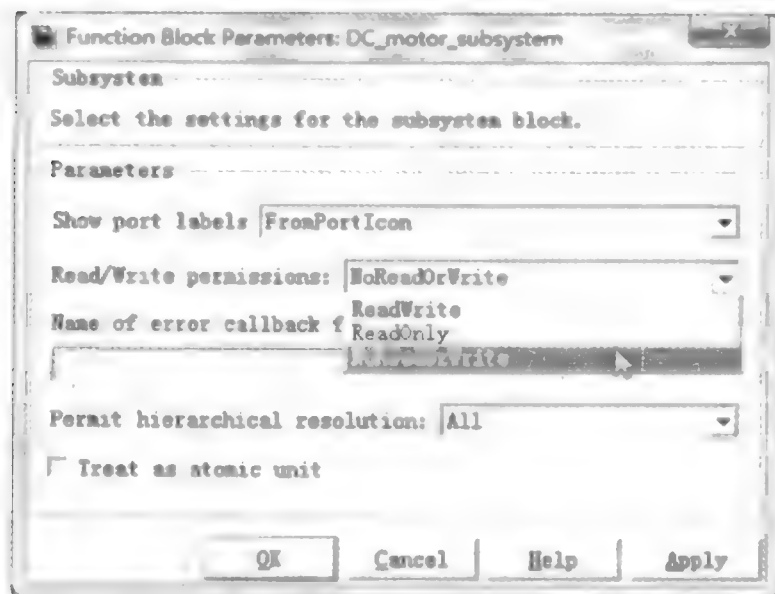 Function Block Parameters: DC_motor_subsystem
Subsystem
Select the settings for the subsystem block.
Parameters
Show port labels FromPortIcon
Read/Write permissions: NoReadOrWrite
ReadWrite
Name of error callback f
ReadOnly
NoReadOrWrite
Permit hierarchical resolution: All
Treat as atomic unit
OK Cancel Help Apply